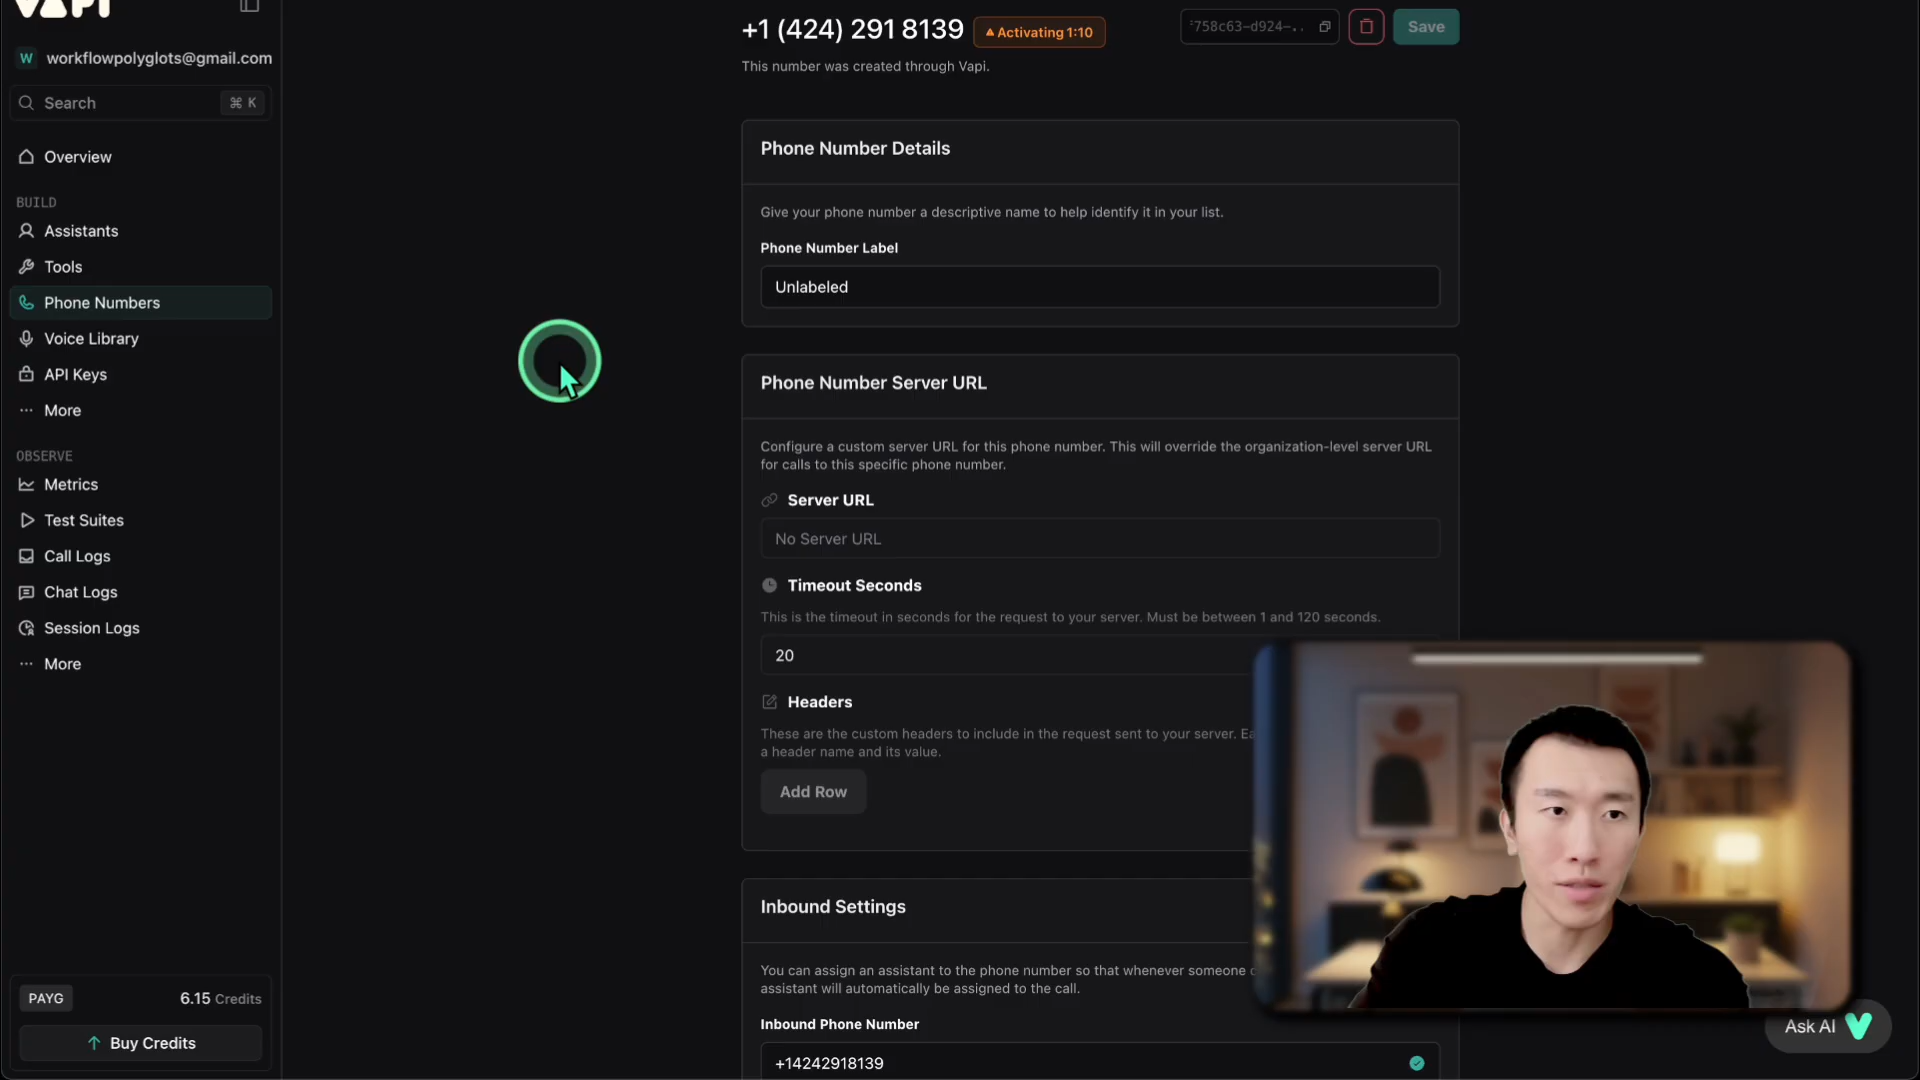 VAPI
W workflowpolyglots@gmail.com
Search ⌘ K
Overview
BUILD
Assistants
Tools
Phone Numbers
Voice Library
API Keys
More
OBSERVE
Metrics
Test Suites
Call Logs
Chat Logs
Session Logs
More
PAYG 6.15 Credits
Buy Credits
+1 (424) 291 8139 Activating 1:10
758c63-d924-.. Save
This number was created through Vapi.
Phone Number Details
Give your phone number a descriptive name to help identify it in your list.
Phone Number Label
Unlabeled
Phone Number Server URL
Configure a custom server URL for this phone number. This will override the organization-level server URL
for calls to this specific phone number.
Server URL
No Server URL
Timeout Seconds
This is the timeout in seconds for the request to your server. Must be between 1 and 120 seconds.
20
Headers
These are the custom headers to include in the request sent to your server.
a header name and its value.
Add Row
Inbound Settings
You can assign an assistant to the phone number so that whenever someone
assistant will automatically be assigned to the call.
Inbound Phone Number
+14242918139
Ask AI